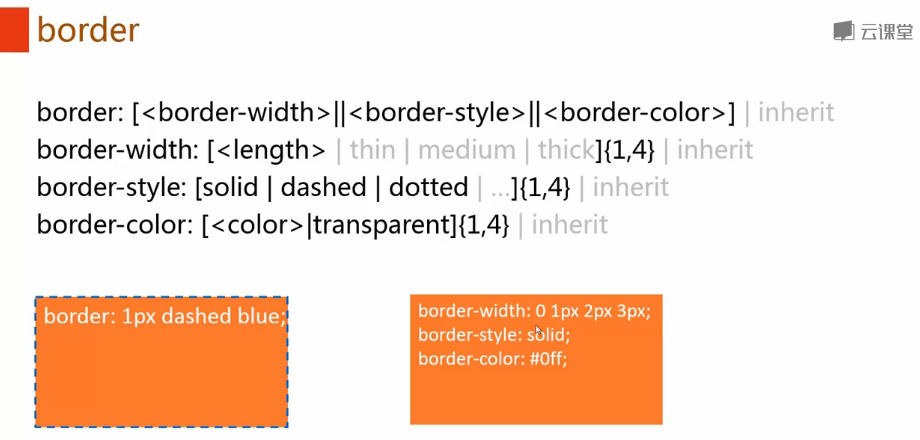 border
云课堂
border: [<border-width>||<border-style>||<border-color>] | inherit
border-width: [<length> | thin | medium | thick]{1,4} | inherit
border-style: [solid | dashed | dotted | ...]{1,4} | inherit
border-color: [<color>|transparent]{1,4} | inherit
border: 1px dashed blue;
border-width: 0 1px 2px 3px;
border-style: solid;
border-color: #0ff;